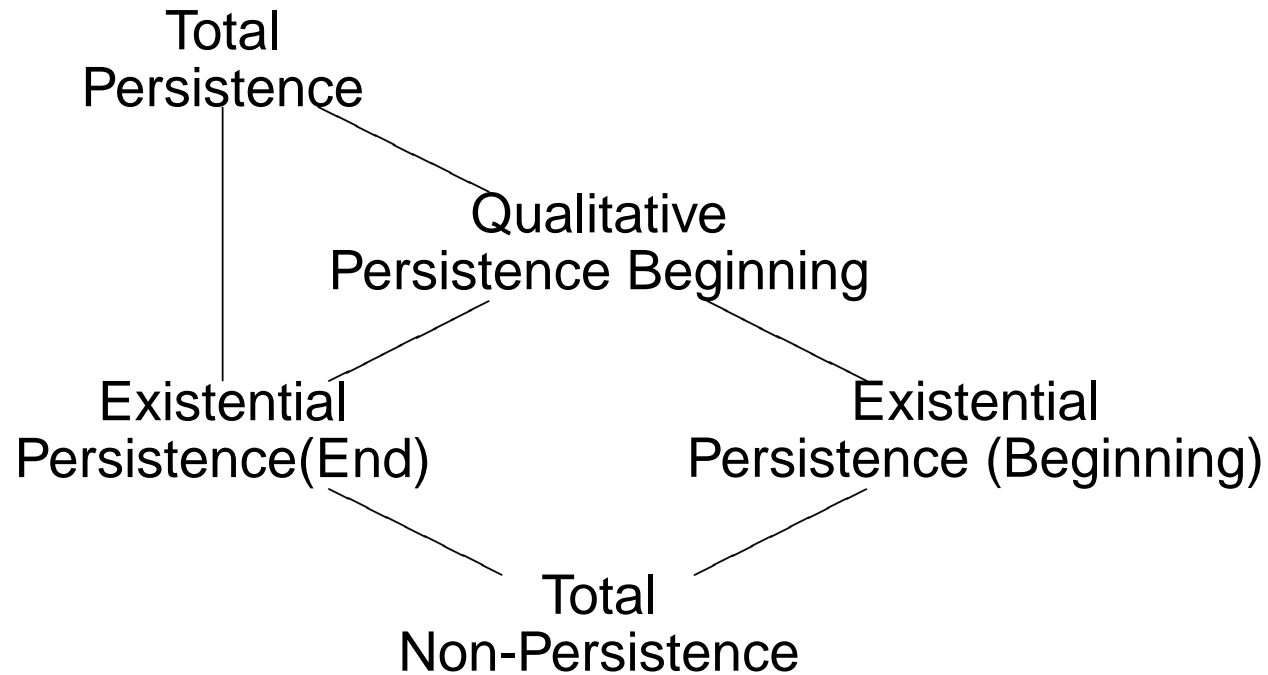 Total
Persistence
Qualitative
Persistence Beginning
Existential
Persistence(End)
Existential
Persistence (Beginning)
Total
Non-Persistence